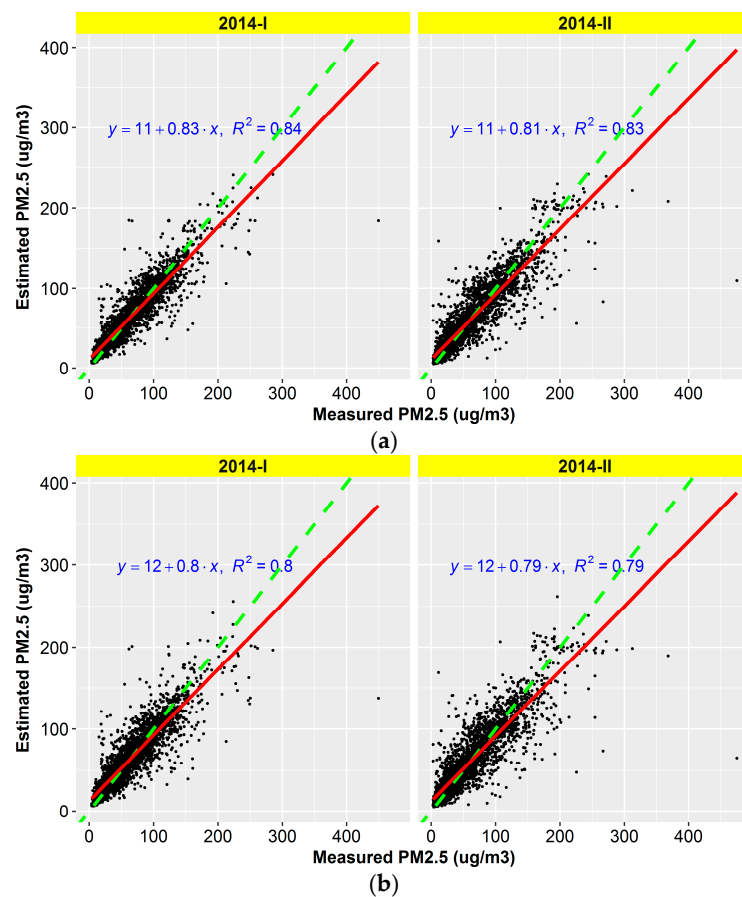 2014-I 2014-II
400
300
200
100
0
Estimated PM2.5 (ug/m3)
y = 11 + 0.83 · x, R² = 0.84
y = 11 + 0.81 · x, R² = 0.83
0 100 200 300 400 0 100 200 300 400
Measured PM2.5 (ug/m3)
(a)
2014-I 2014-II
400
300
200
100
0
Estimated PM2.5 (ug/m3)
y = 12 + 0.8 · x, R² = 0.8
y = 12 + 0.79 · x, R² = 0.79
0 100 200 300 400 0 100 200 300 400
Measured PM2.5 (ug/m3)
(b)